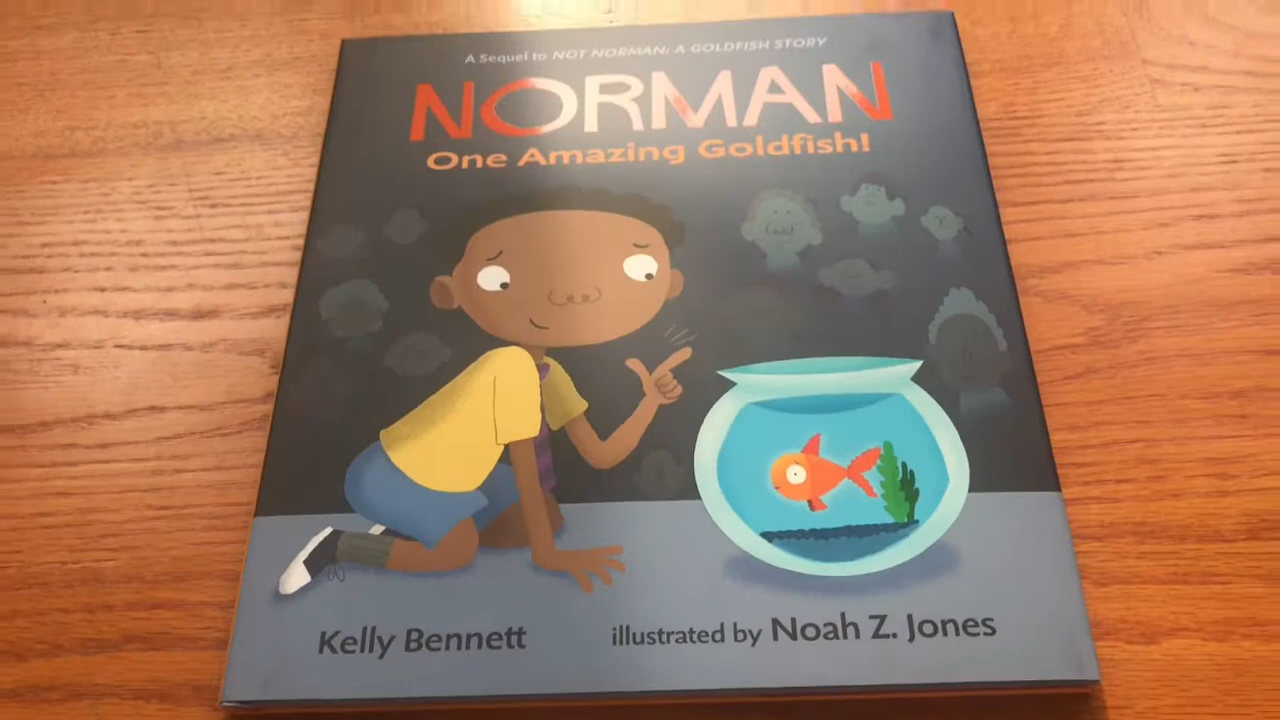 A Sequel to NOT NORMAN: A GOLDFISH STORY
NORMAN
One Amazing Goldfish!
Kelly Bennett
illustrated by Noah Z. Jones